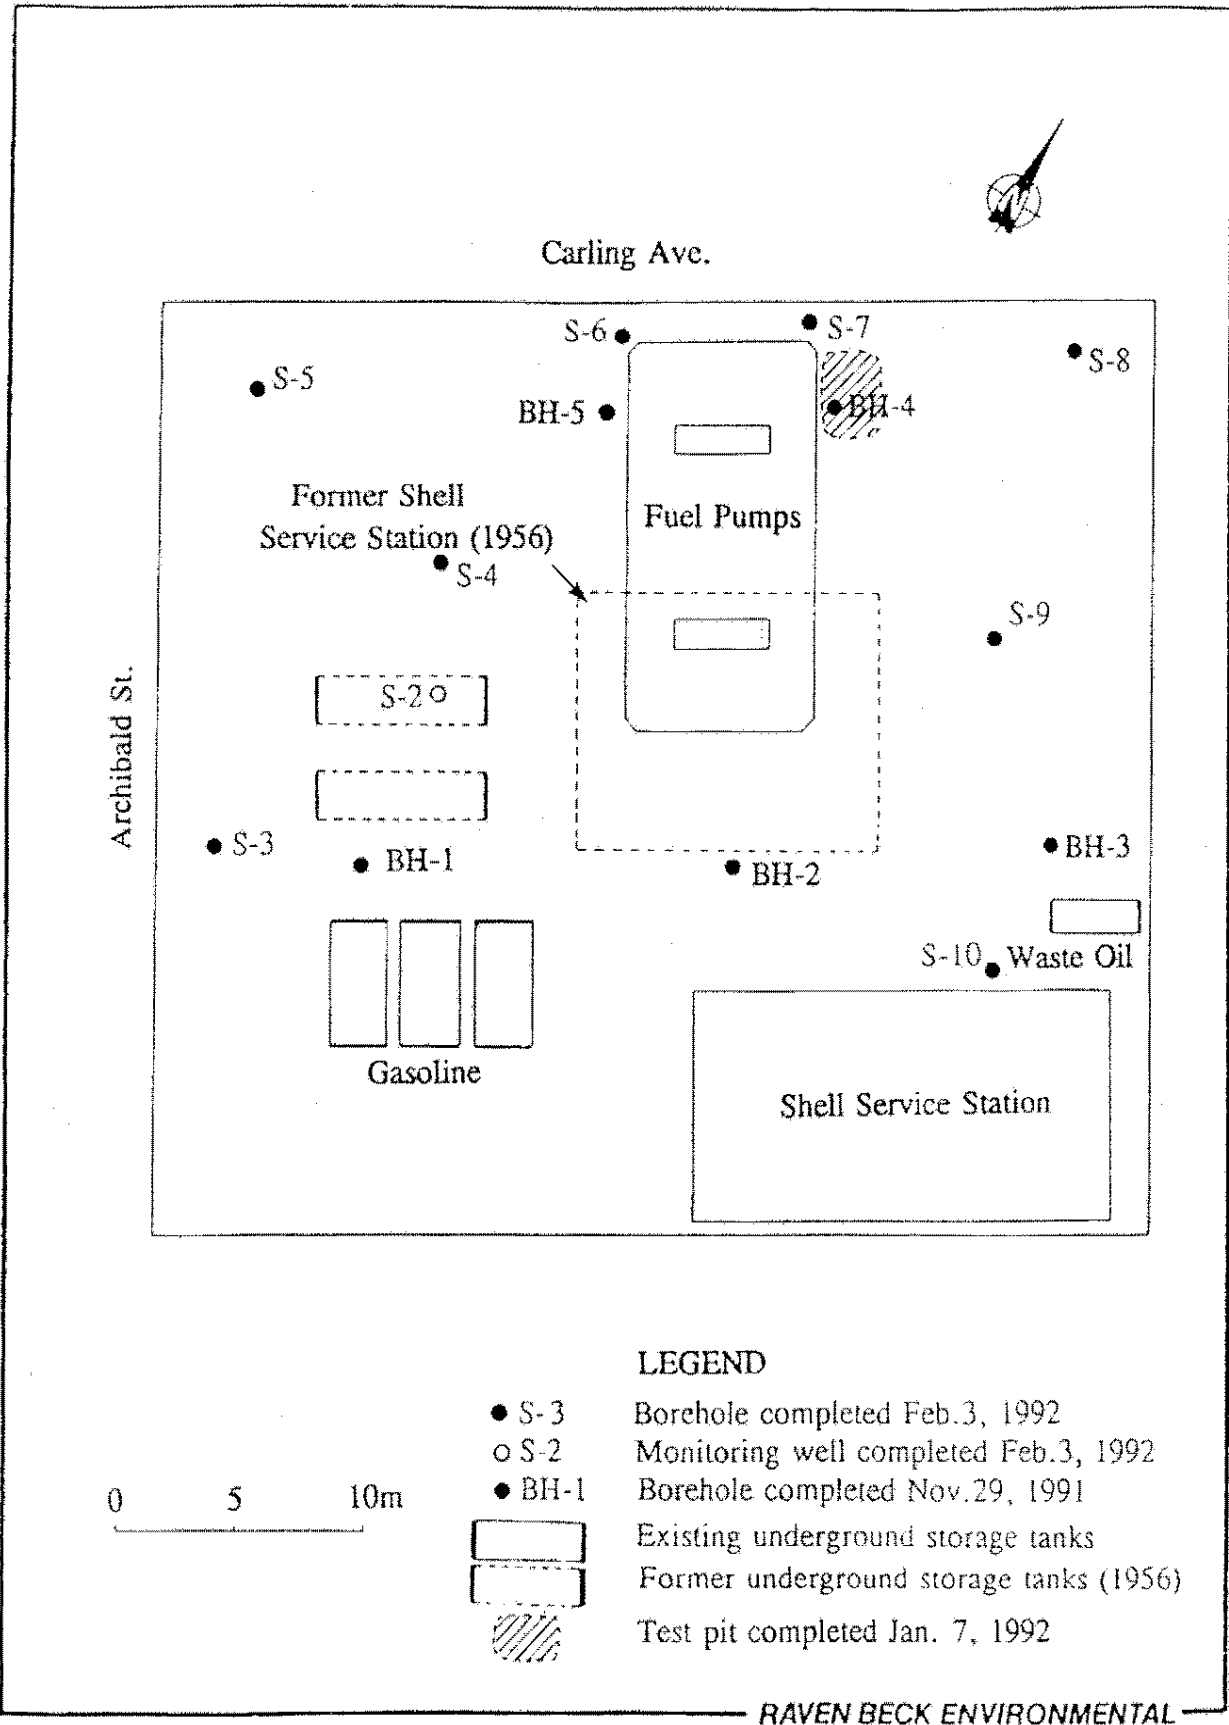 Carling Ave.
S-6
S-7
S-8
S-5
BH-5
BH-4
Former Shell
Service Station (1956)
Fuel Pumps
S-4
S-9
S-2
Archibald St.
S-3
BH-1
BH-2
BH-3
S-10
Waste Oil
Gasoline
Shell Service Station
LEGEND
S-3 Borehole completed Feb.3, 1992
S-2 Monitoring well completed Feb.3, 1992
BH-1 Borehole completed Nov.29, 1991
0 5 10m
Existing underground storage tanks
Former underground storage tanks (1956)
Test pit completed Jan. 7, 1992
RAVEN BECK ENVIRONMENTAL